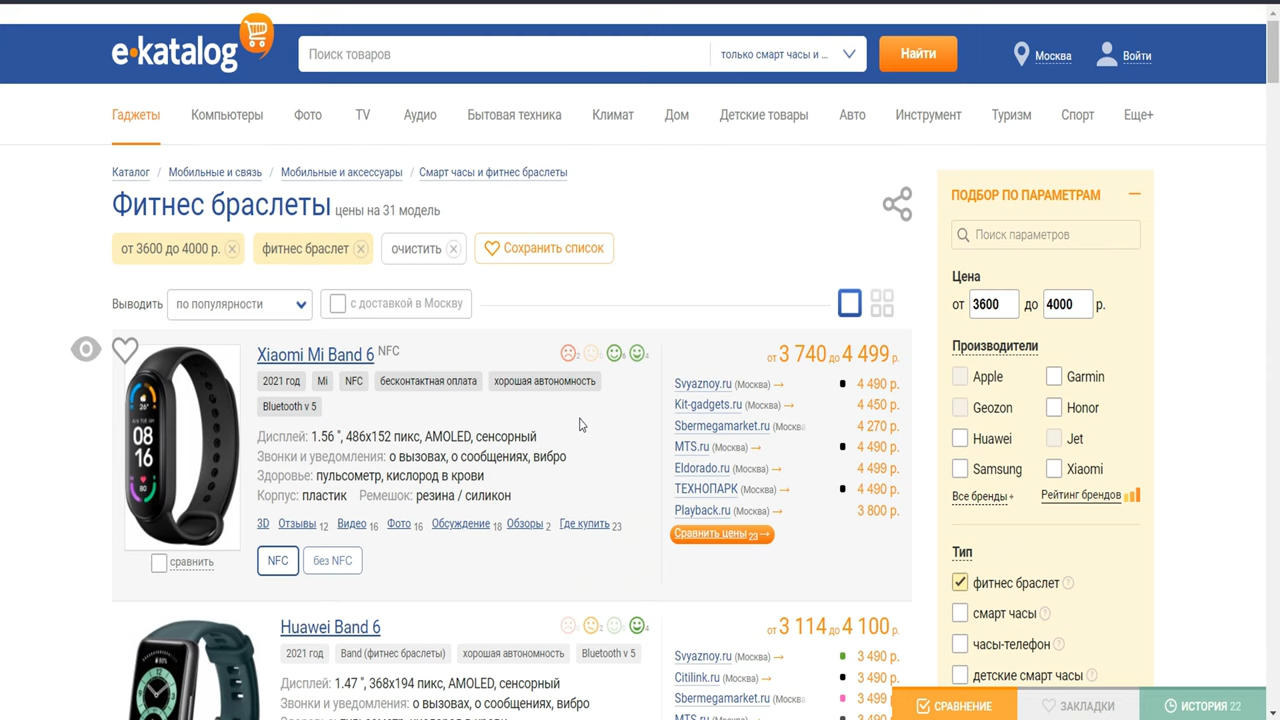 e-katalog
Поиск товаров
только смарт часы и ...
Найти
Москва
Войти
Гаджеты Компьютеры Фото TV Аудио Бытовая техника Климат Дом Детские товары Авто Инструмент Туризм Спорт Еще+
Каталог / Мобильные и связь / Мобильные и аксессуары / Смарт часы и фитнес браслеты
Фитнес браслеты цены на 31 модель
от 3600 до 4000 р. фитнес браслет очистить Сохранить список
Выводить по популярности с доставкой в Москву
Xiaomi Mi Band 6 NFC
2021 год Mi NFC бесконтактная оплата хорошая автономность
Bluetooth v 5
Дисплей: 1.56 ", 486x152 пикс, AMOLED, сенсорный
Звонки и уведомления: о вызовах, о сообщениях, вибро
Здоровье: пульсометр, кислород в крови
Корпус: пластик Ремешок: резина / силикон
3D Отзывы 12 Видео 16 Фото 16 Обсуждение 18 Обзоры 2 Где купить 23
сравнить
NFC без NFC
от 3 740 до 4 499 р.
Svyaznoy.ru (Москва) → 4 490 р.
Kit-gadgets.ru (Москва) → 4 450 р.
Sbermegamarket.ru (Москва 4 270 р.
MTS.ru (Москва) → 4 490 р.
Eldorado.ru (Москва) → 4 499 р.
ТЕХНОПАРК (Москва) → 4 490 р.
Playback.ru (Москва) → 3 800 р.
Сравнить цены 23 →
Huawei Band 6
2021 год Band (фитнес браслеты) хорошая автономность Bluetooth v 5
Дисплей: 1.47 ", 368x194 пикс, AMOLED, сенсорный
Звонки и уведомления: о вызовах, о сообщениях, вибро
от 3 114 до 4 100 р.
Svyaznoy.ru (Москва) → 3 490 р.
Citilink.ru (Москва) → 3 490 р.
Sbermegamarket.ru (Москва 3 499
MTS.ru
ПОДБОР ПО ПАРАМЕТРАМ
Поиск параметров
Цена
от 3600 до 4000 р.
Производители
Apple Garmin
Geozon Honor
Huawei Jet
Samsung Xiaomi
Все бренды + Рейтинг брендов
Тип
фитнес браслет
смарт часы
часы-телефон
детские смарт часы
СРАВНЕНИЕ ЗАКЛАДКИ ИСТОРИЯ 22